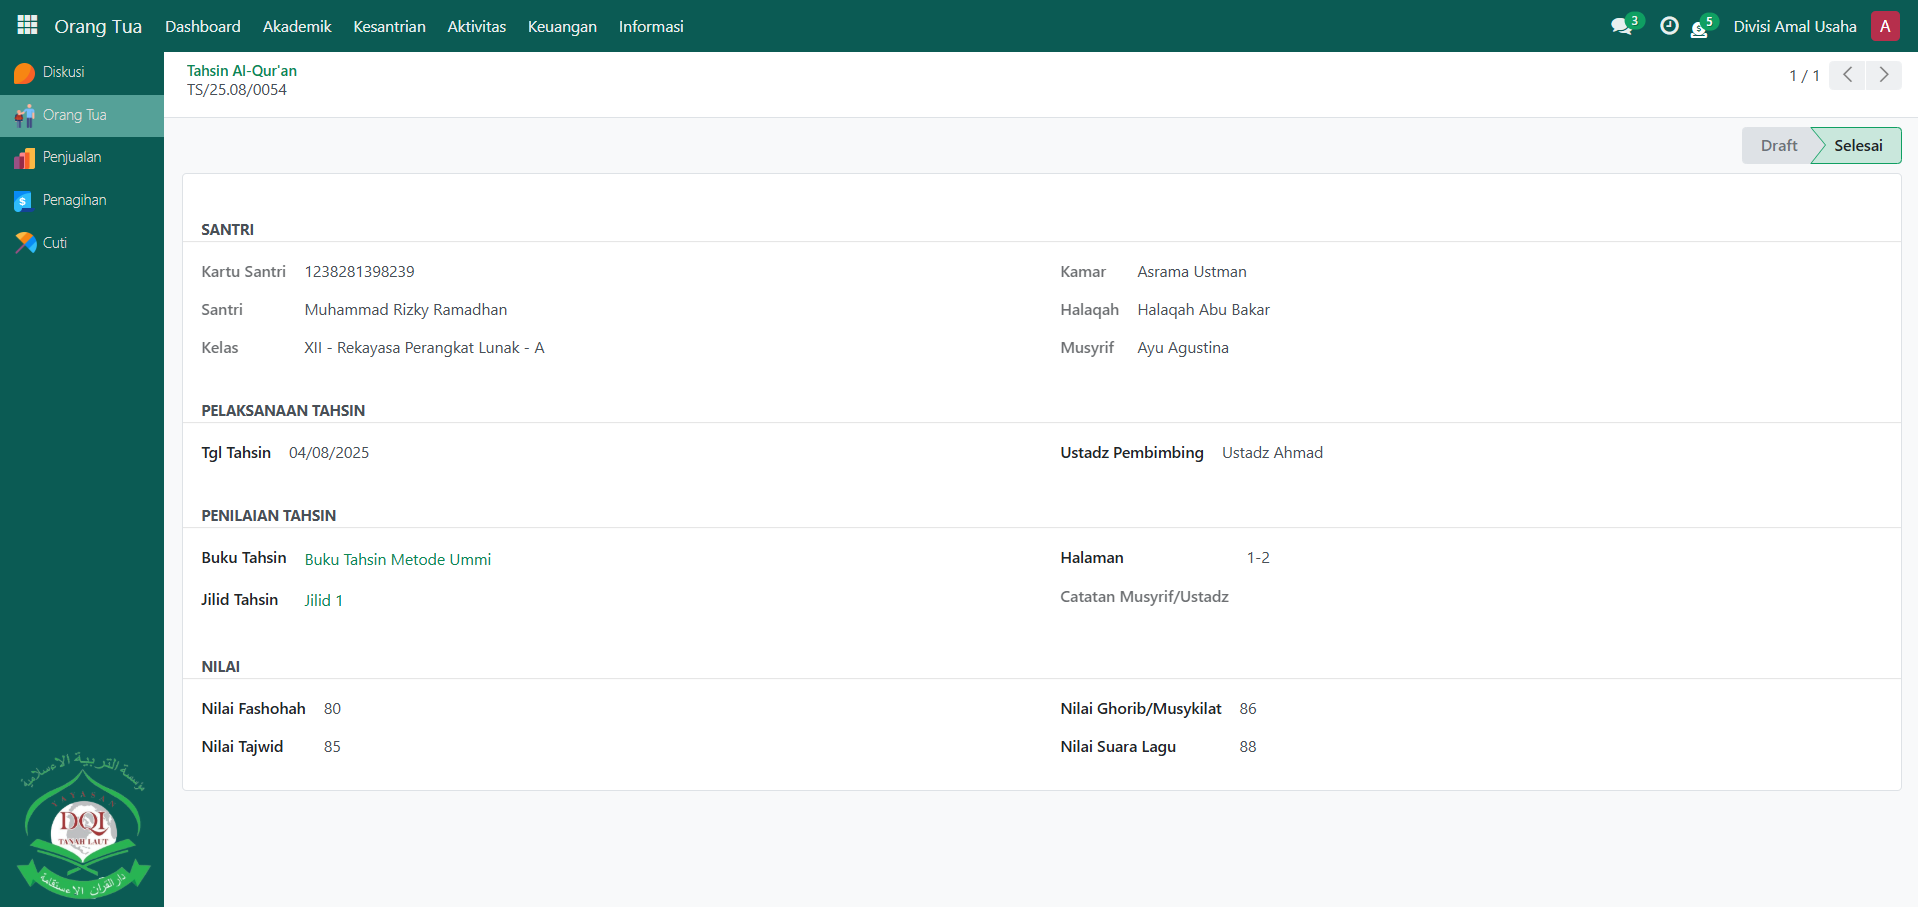 Orang Tua Dashboard Akademik Kesantrian Aktivitas Keuangan Informasi 3 5 Divisi Amal Usaha A
Diskusi
Orang Tua
Penjualan
Penagihan
Cuti
Tahsin Al-Qur'an
TS/25.08/0054
1 / 1
Draft Selesai
SANTRI
Kartu Santri 1238281398239
Kamar Asrama Ustman
Santri Muhammad Rizky Ramadhan
Halaqah Halaqah Abu Bakar
Kelas XII - Rekayasa Perangkat Lunak - A
Musyrif Ayu Agustina
PELAKSANAAN TAHSIN
Tgl Tahsin 04/08/2025
Ustadz Pembimbing Ustadz Ahmad
PENILAIAN TAHSIN
Buku Tahsin Buku Tahsin Metode Ummi
Halaman 1-2
Jilid Tahsin Jilid 1
Catatan Musyrif/Ustadz
NILAI
Nilai Fashohah 80
Nilai Ghorib/Musykilat 86
Nilai Tajwid 85
Nilai Suara Lagu 88
DQI
TANAH LAUT